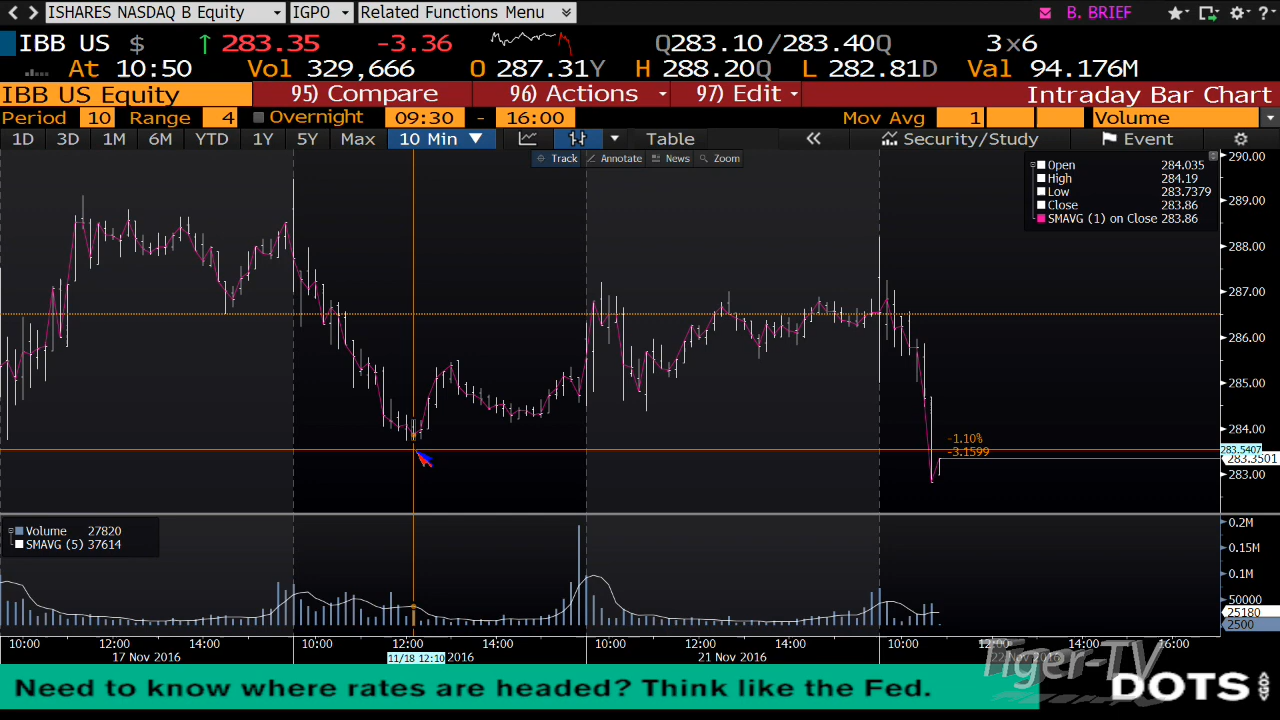 ISHARES NASDAQ B Equity IGPO Related Functions Menu B. BRIEF ?
IBB US $ ↑ 283.35 -3.36 Q283.10/283.40Q 3x6
At 10:50 Vol 329,666 O 287.31Y H 288.20Q L 282.81D Val 94.176M
IBB US Equity 95) Compare 96) Actions 97) Edit Intraday Bar Chart
Period 10 Range 4 Overnight 09:30 - 16:00 Mov Avg 1 Volume
1D 3D 1M 6M YTD 1Y 5Y Max 10 Min ▼ Table « Security/Study Event
Track Annotate News Zoom
290.00
Open 284.035
High 284.19
Low 283.7379
Close 283.86
SMAVG (1) on Close 283.86
289.00
288.00
287.00
286.00
285.00
284.00
-1.10%
-3.1599
283.5407
283.3501
283.00
Volume 27820
SMAVG (5) 37614
0.2M
0.15M
0.1M
50000
25180
2500
10:00 12:00 14:00 10:00 12:00 14:00 10:00 12:00 14:00 10:00 12:00 14:00 16:00
17 Nov 2016 11/18 12:10 2016 21 Nov 2016 22 Nov 2016
Tiger-TV
Need to know where rates are headed? Think like the Fed.
DOTS